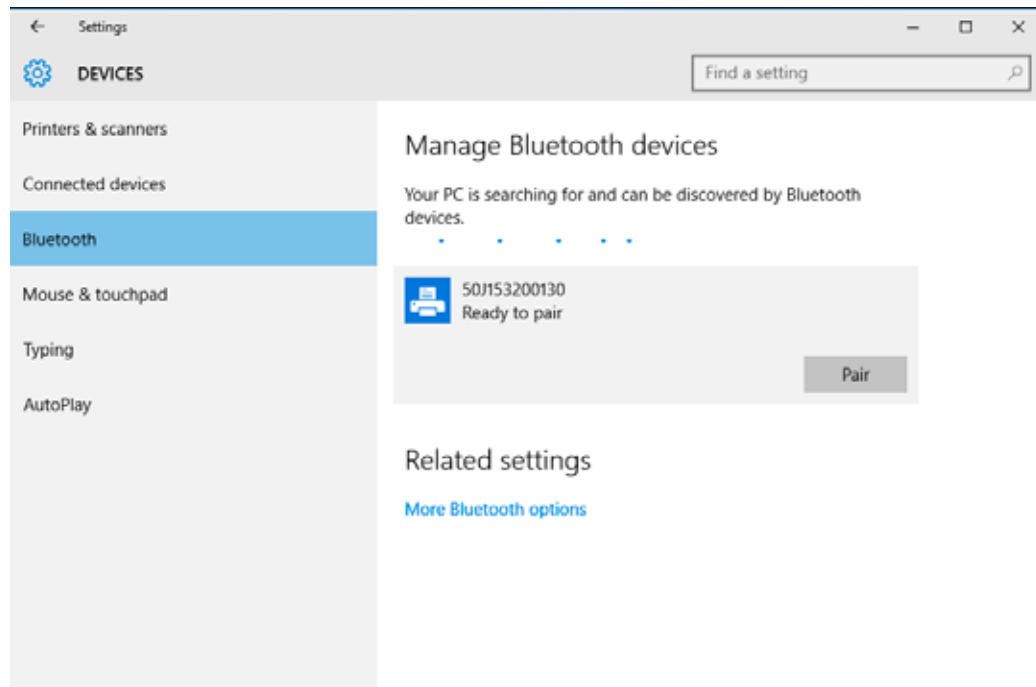 Settings
DEVICES
Find a setting
Printers & scanners
Connected devices
Bluetooth
Mouse & touchpad
Typing
AutoPlay
Manage Bluetooth devices
Your PC is searching for and can be discovered by Bluetooth
devices.
50J153200130
Ready to pair
Pair
Related settings
More Bluetooth options